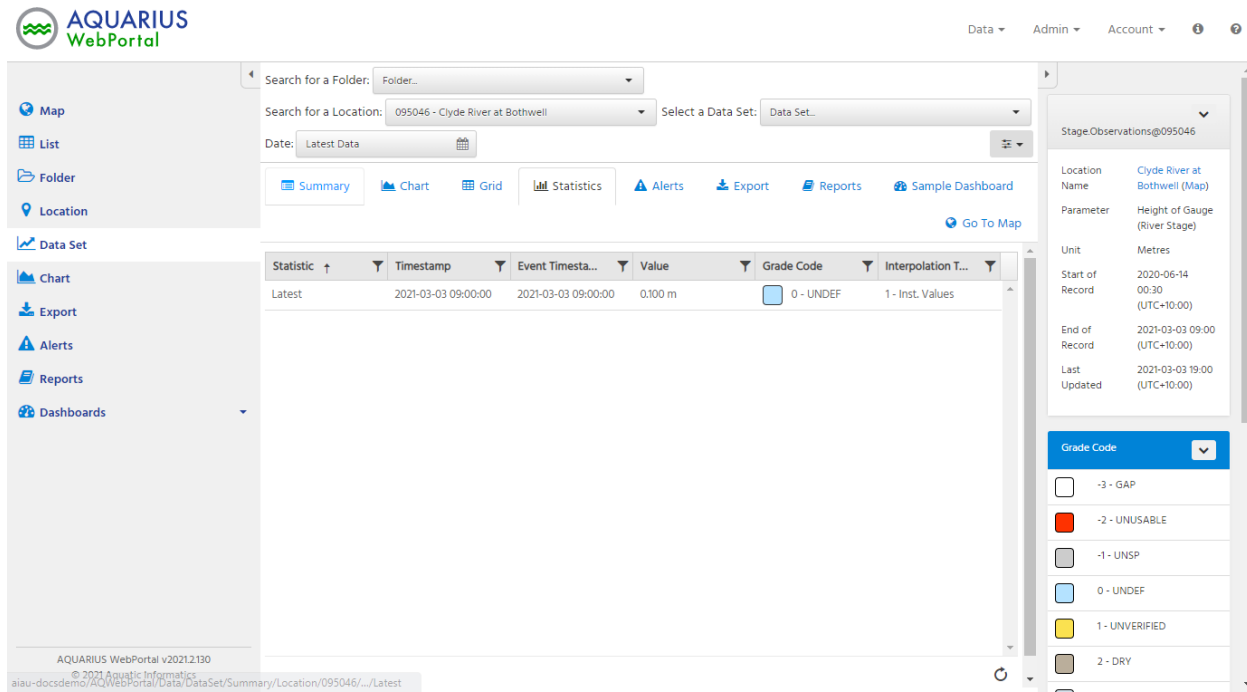 AQUARIUS
WebPortal
Data
Admin
Account
Map
List
Folder
Location
Data Set
Chart
Export
Alerts
Reports
Dashboards
AQUARIUS WebPortal v2021.2.130
© 2021 Aquatic Informatics
aiau-docsdemo/AQWebPortal/Data/DataSet/Summary/Location/095046/.../Latest
Search for a Folder: Folder...
Search for a Location: 095046 - Clyde River at Bothwell Select a Data Set: Data Set...
Date: Latest Data
Summary Chart Grid Statistics Alerts Export Reports Sample Dashboard
Go To Map
Statistic Timestamp Event Timesta... Value Grade Code Interpolation T...
Latest 2021-03-03 09:00:00 2021-03-03 09:00:00 0.100 m 0 - UNDEF 1 - Inst. Values
Stage.Observations@095046
Location Name
Clyde River at Bothwell (Map)
Parameter
Height of Gauge (River Stage)
Unit
Metres
Start of Record
2020-06-14 00:30 (UTC+10:00)
End of Record
2021-03-03 09:00 (UTC+10:00)
Last Updated
2021-03-03 19:00 (UTC+10:00)
Grade Code
-3 - GAP
-2 - UNUSABLE
-1 - UNSP
0 - UNDEF
1 - UNVERIFIED
2 - DRY